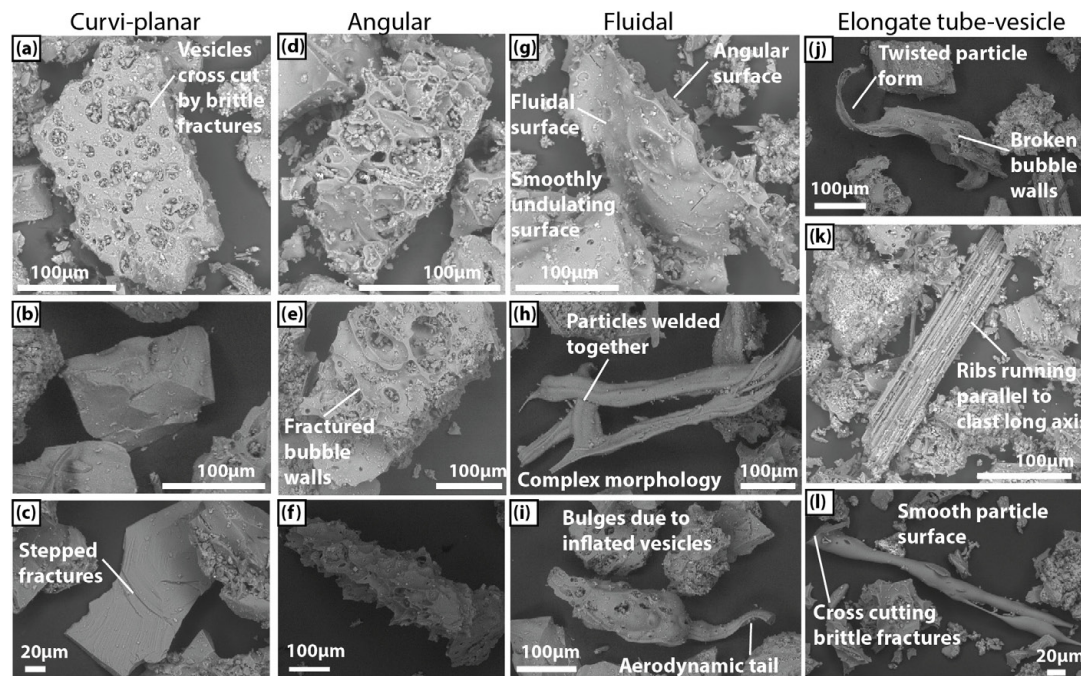 Curvi-planar
Angular
Fluidal
Elongate tube-vesicle
(a)
Vesicles
cross cut
by brittle
fractures
100µm
(b)
100µm
(c)
Stepped
fractures
20µm
(d)
100µm
(e)
Fractured
bubble
walls
100µm
(f)
100µm
(g)
Angular
surface
Fluidal
surface
Smoothly
undulating
surface
100µm
(h)
Particles welded
together
Complex morphology
100µm
(i)
Bulges due to
inflated vesicles
Aerodynamic tail
100µm
(j)
Twisted particle
form
Broken
bubble
walls
100µm
(k)
Ribs running
parallel to
clast long axis
100µm
(l)
Smooth particle
surface
Cross cutting
brittle fractures
20µm